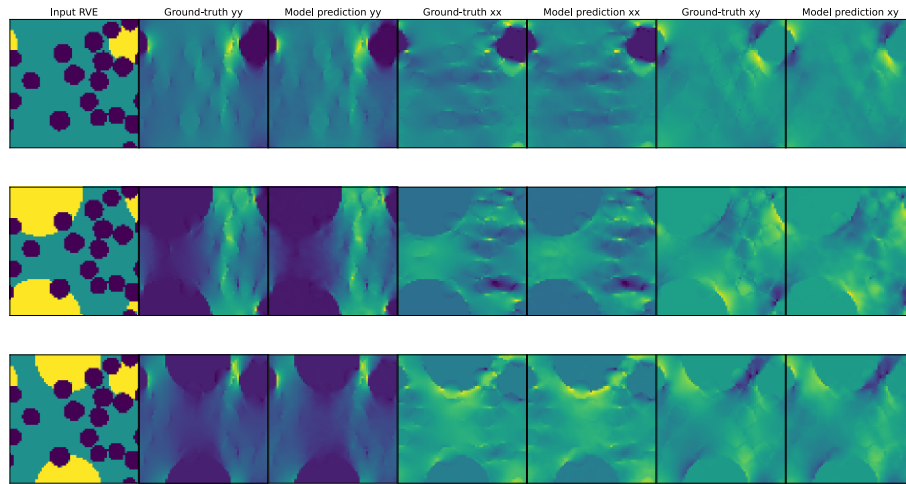 Input RVE
Ground-truth yy
Model prediction yy
Ground-truth xx
Model prediction xx
Ground-truth xy
Model prediction xy